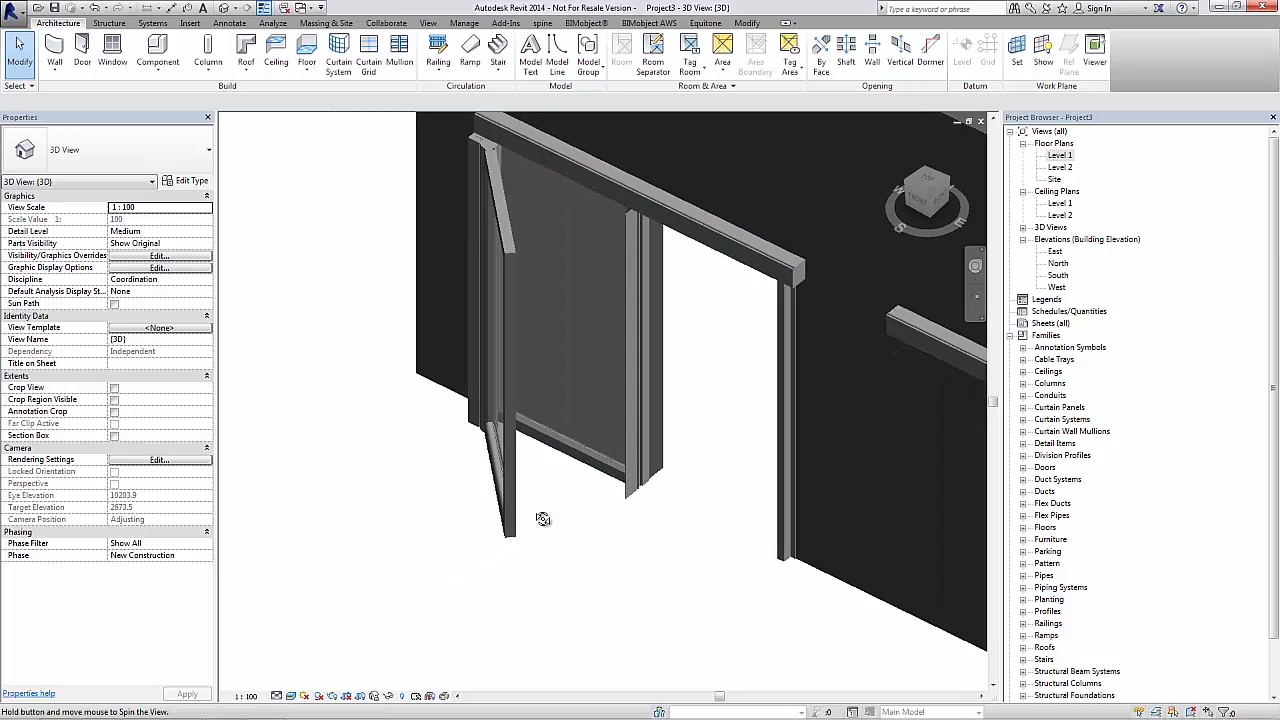 Autodesk Revit 2014 - Not For Resale Version - Project3 - 3D View: {3D}
Type a keyword or phrase
Sign In
Architecture Structure Systems Insert Annotate Analyze Massing & Site Collaborate View Manage Add-Ins spine BIMobject® BIMobject AWS Equitone Modify
Modify Wall Door Window Component Column Roof Ceiling Floor Curtain System Curtain Grid Mullion Railing Ramp Stair Model Text Model Line Model Group Room Room Separator Tag Room Area Area Boundary Tag Area By Face Shaft Wall Vertical Dormer Level Grid Set Show Ref Plane Viewer
Select Build Circulation Model Room & Area Opening Datum Work Plane
Properties
3D View
3D View: {3D} Edit Type
Graphics
View Scale 1 : 100
Scale Value 1: 100
Detail Level Medium
Parts Visibility Show Original
Visibility/Graphics Overrides Edit...
Graphic Display Options Edit...
Discipline Coordination
Default Analysis Display St... None
Sun Path
Identity Data
View Template <None>
View Name {3D}
Dependency Independent
Title on Sheet
Extents
Crop View
Crop Region Visible
Annotation Crop
Far Clip Active
Section Box
Camera
Rendering Settings Edit...
Locked Orientation
Perspective
Eye Elevation 10203.9
Target Elevation 2673.5
Camera Position Adjusting
Phasing
Phase Filter Show All
Phase New Construction
Properties help Apply
TOP
FRONT
S
E
1 : 100
Project Browser - Project3
Views (all)
Floor Plans
Level 1
Level 2
Site
Ceiling Plans
Level 1
Level 2
3D Views
Elevations (Building Elevation)
East
North
South
West
Legends
Schedules/Quantities
Sheets (all)
Families
Annotation Symbols
Cable Trays
Ceilings
Columns
Conduits
Curtain Panels
Curtain Systems
Curtain Wall Mullions
Detail Items
Division Profiles
Doors
Duct Systems
Ducts
Flex Ducts
Flex Pipes
Floors
Furniture
Parking
Pattern
Pipes
Piping Systems
Planting
Profiles
Railings
Ramps
Roofs
Stairs
Structural Beam Systems
Structural Columns
Structural Foundations
Hold button and move mouse to Spin the View.
:0 Main Model :0